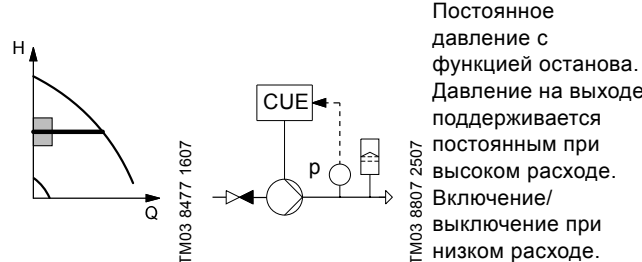 H
Q
TM03 8477 1607
CUE
p
TM03 8807 2507
Постоянное
давление с
функцией останова.
Давление на выходе
поддерживается
постоянным при
высоком расходе.
Включение/
выключение при
низком расходе.